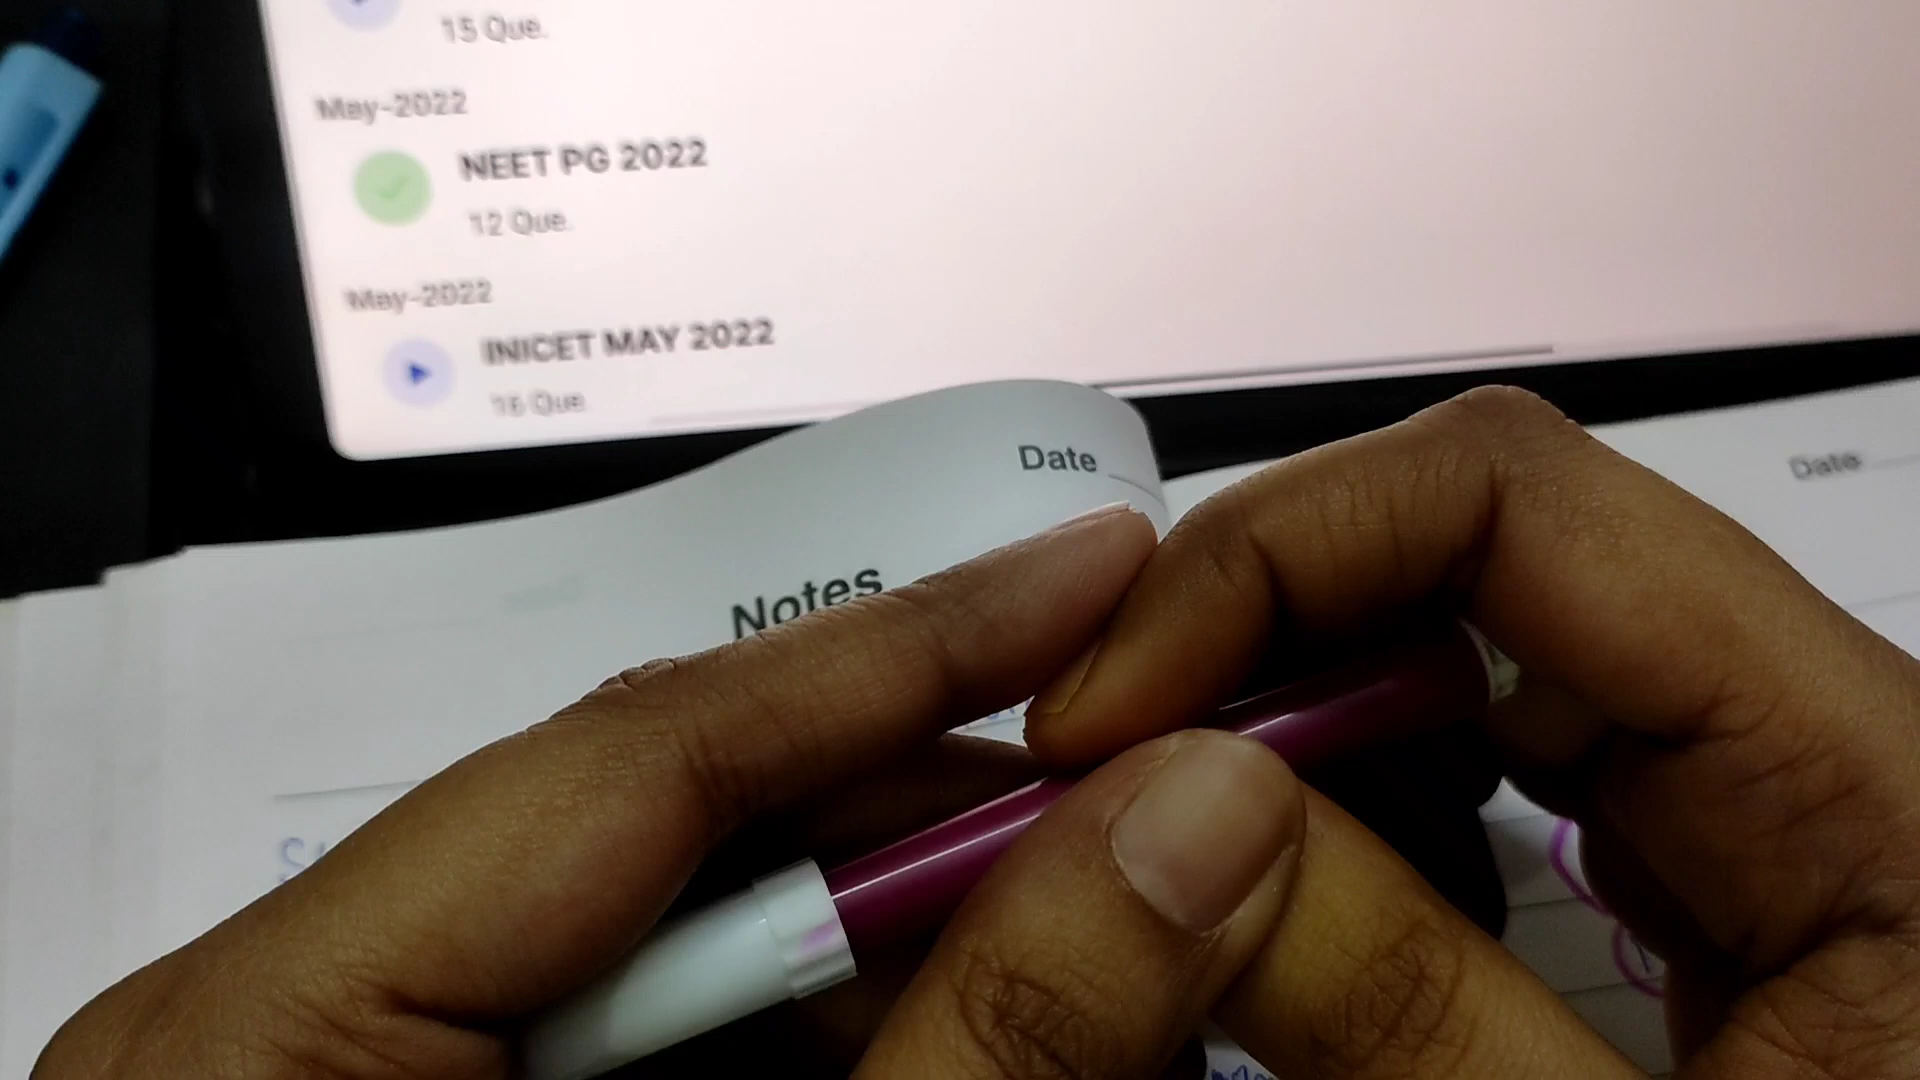 15 Que.
May-2022
NEET PG 2022
12 Que.
May-2022
INICET MAY 2022
16 Que.
Date
Date
Notes